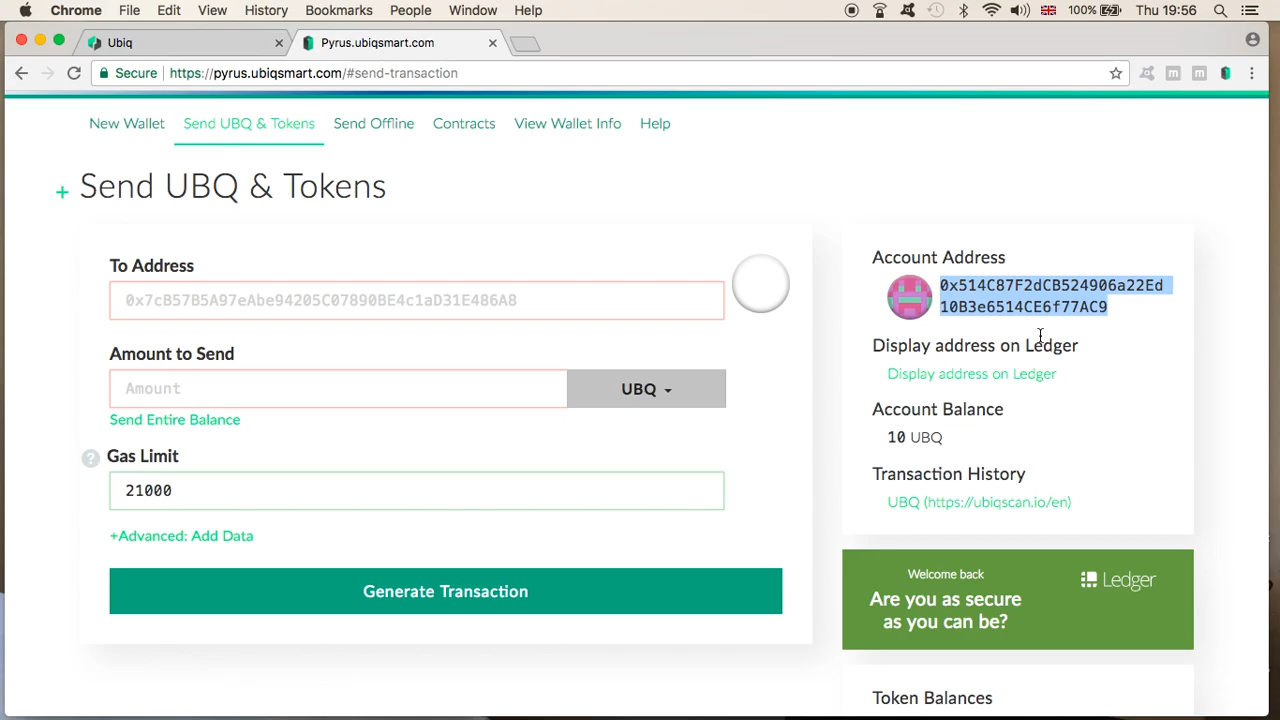 Chrome File Edit View History Bookmarks People Window Help 100% Thu 19:56
Ubiq
Pyrus.ubiqsmart.com
Secure https://pyrus.ubiqsmart.com/#send-transaction
New Wallet Send UBQ & Tokens Send Offline Contracts View Wallet Info Help
+ Send UBQ & Tokens
To Address
0x7cB57B5A97eAbe94205C07890BE4c1aD31E486A8
Amount to Send
Amount UBQ
Send Entire Balance
? Gas Limit
21000
+Advanced: Add Data
Generate Transaction
Account Address
0x514C87F2dCB524906a22Ed
10B3e6514CE6f77AC9
Display address on Ledger
Display address on Ledger
Account Balance
10 UBQ
Transaction History
UBQ (https://ubiqscan.io/en)
Welcome back
Ledger
Are you as secure
as you can be?
Token Balances